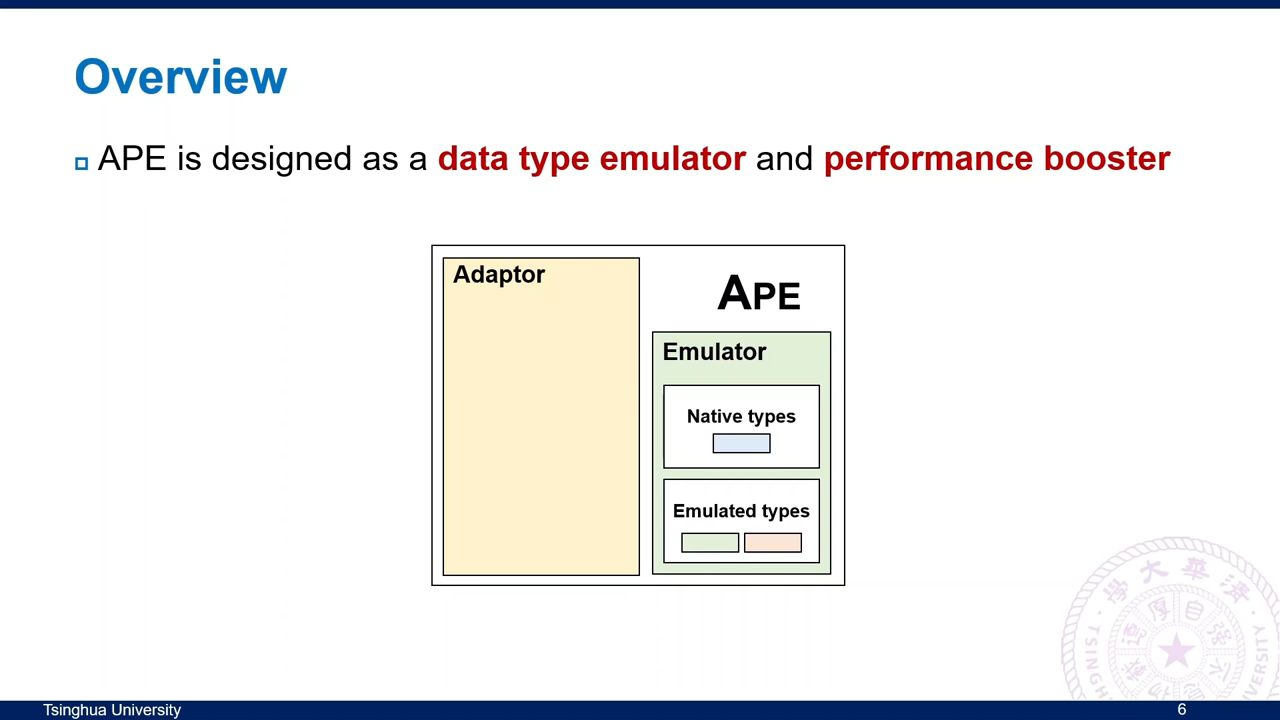 Overview
APE is designed as a data type emulator and performance booster
Adaptor
APE
Emulator
Native types
Emulated types
Tsinghua University
6